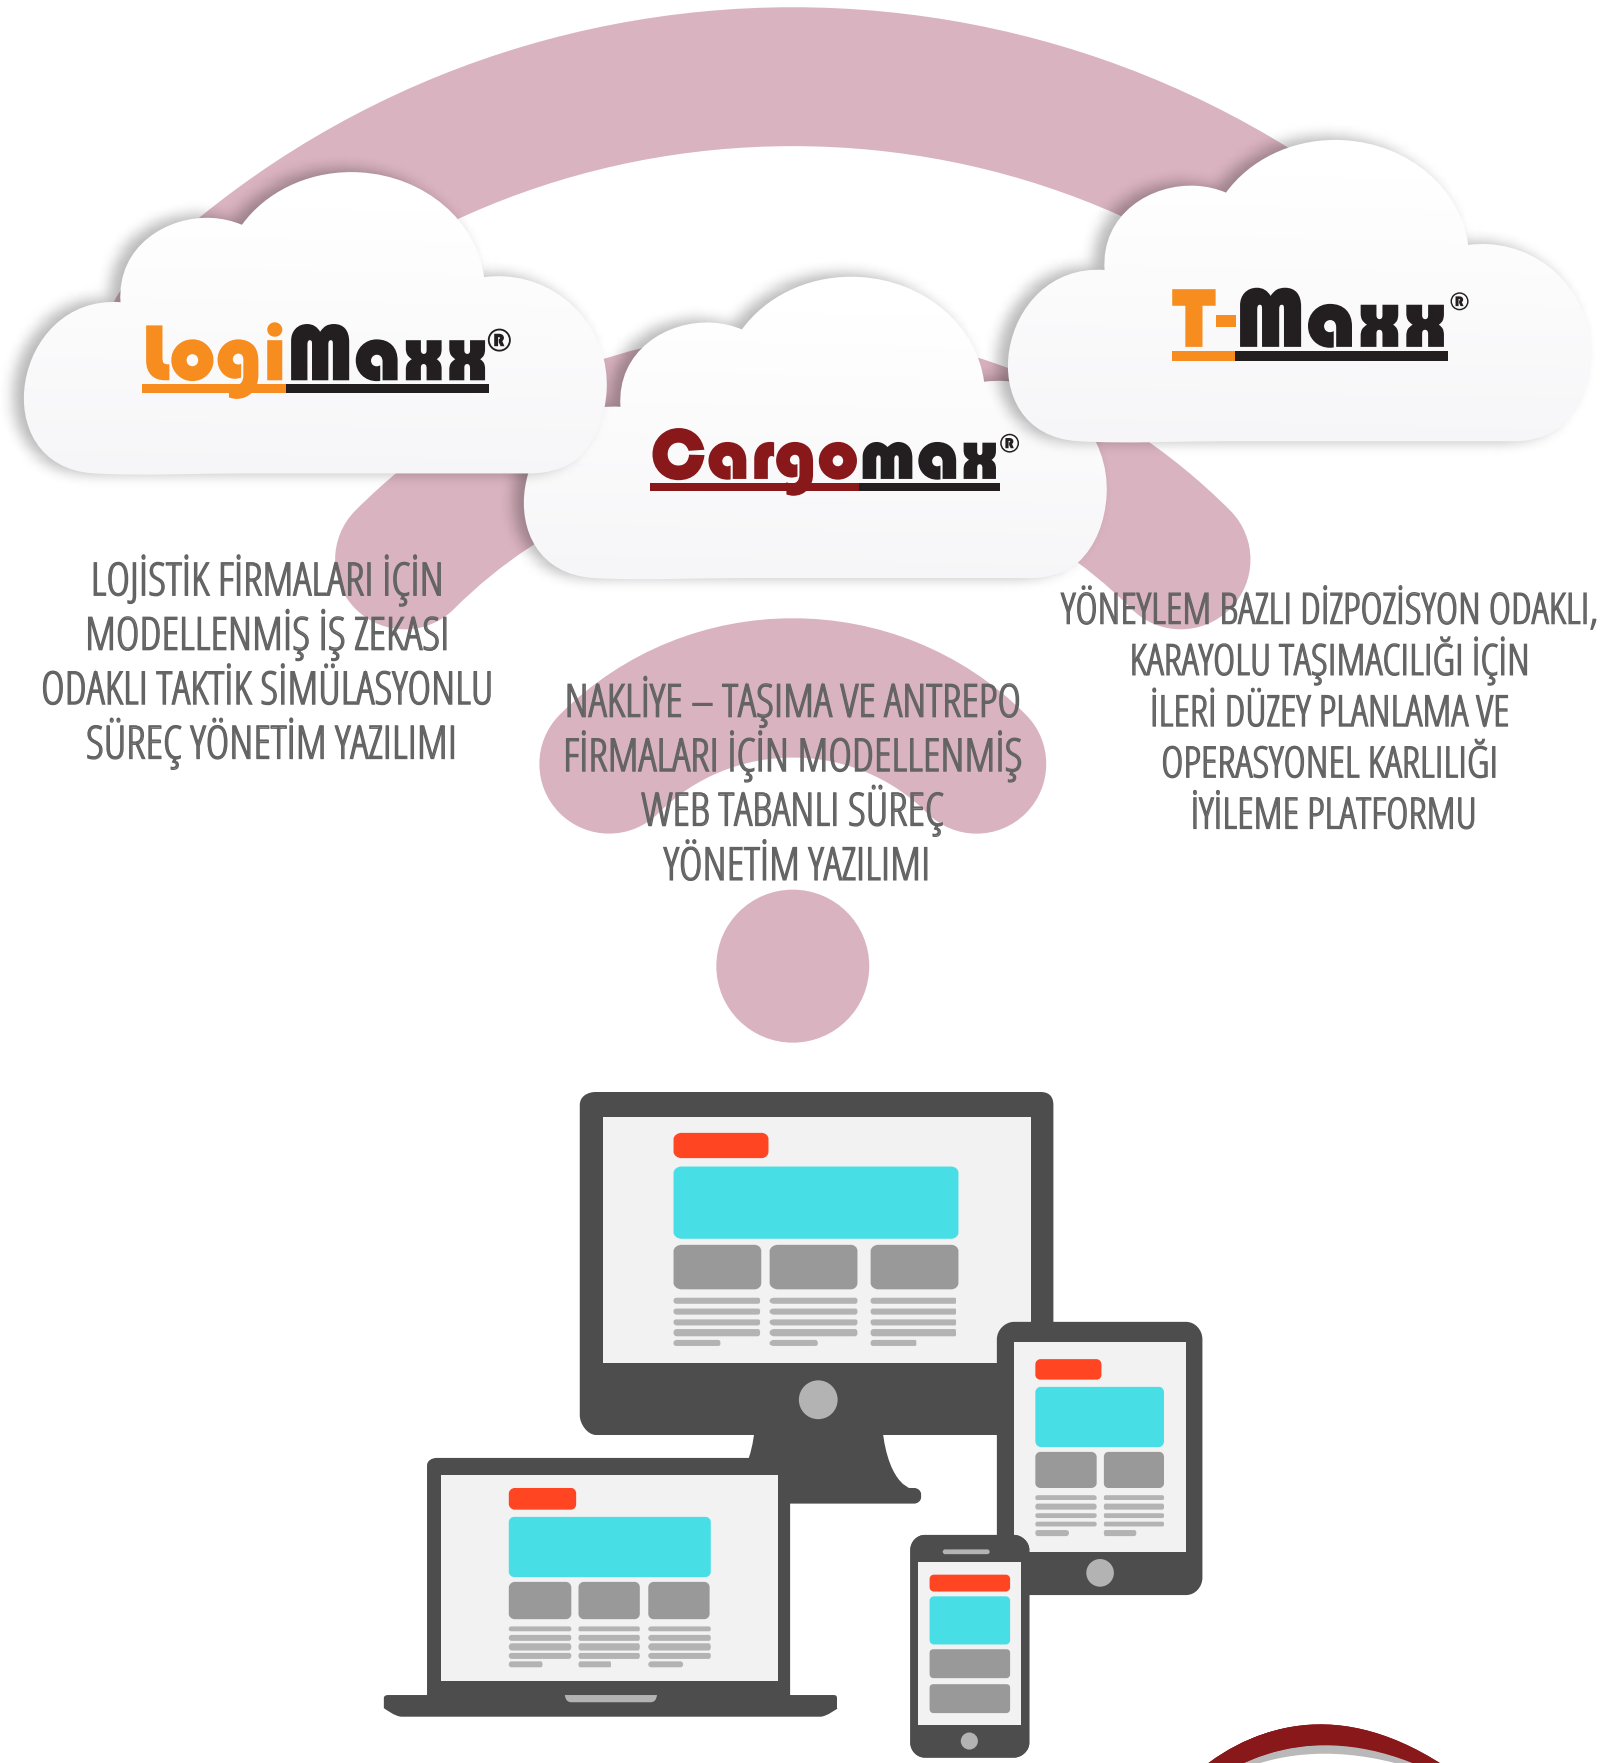 LogiMaxx®
LOJİSTİK FİRMALARI İÇİN
MODELLENMİŞ İŞ ZEKASI
ODAKLI TAKTİK SİMÜLASYONLU
SÜREÇ YÖNETİM YAZILIMI
Cargomax®
NAKLİYE – TAŞIMA VE ANTREPO
FİRMALARI İÇİN MODELLENMİŞ
WEB TABANLI SÜREÇ
YÖNETİM YAZILIMI
T-Maxx®
YÖNEYLEM BAZLI DİZPOZİSYON ODAKLI,
KARAYOLU TAŞIMACILIĞI İÇİN
İLERİ DÜZEY PLANLAMA VE
OPERASYONEL KARLILIĞI
İYİLEME PLATFORMU